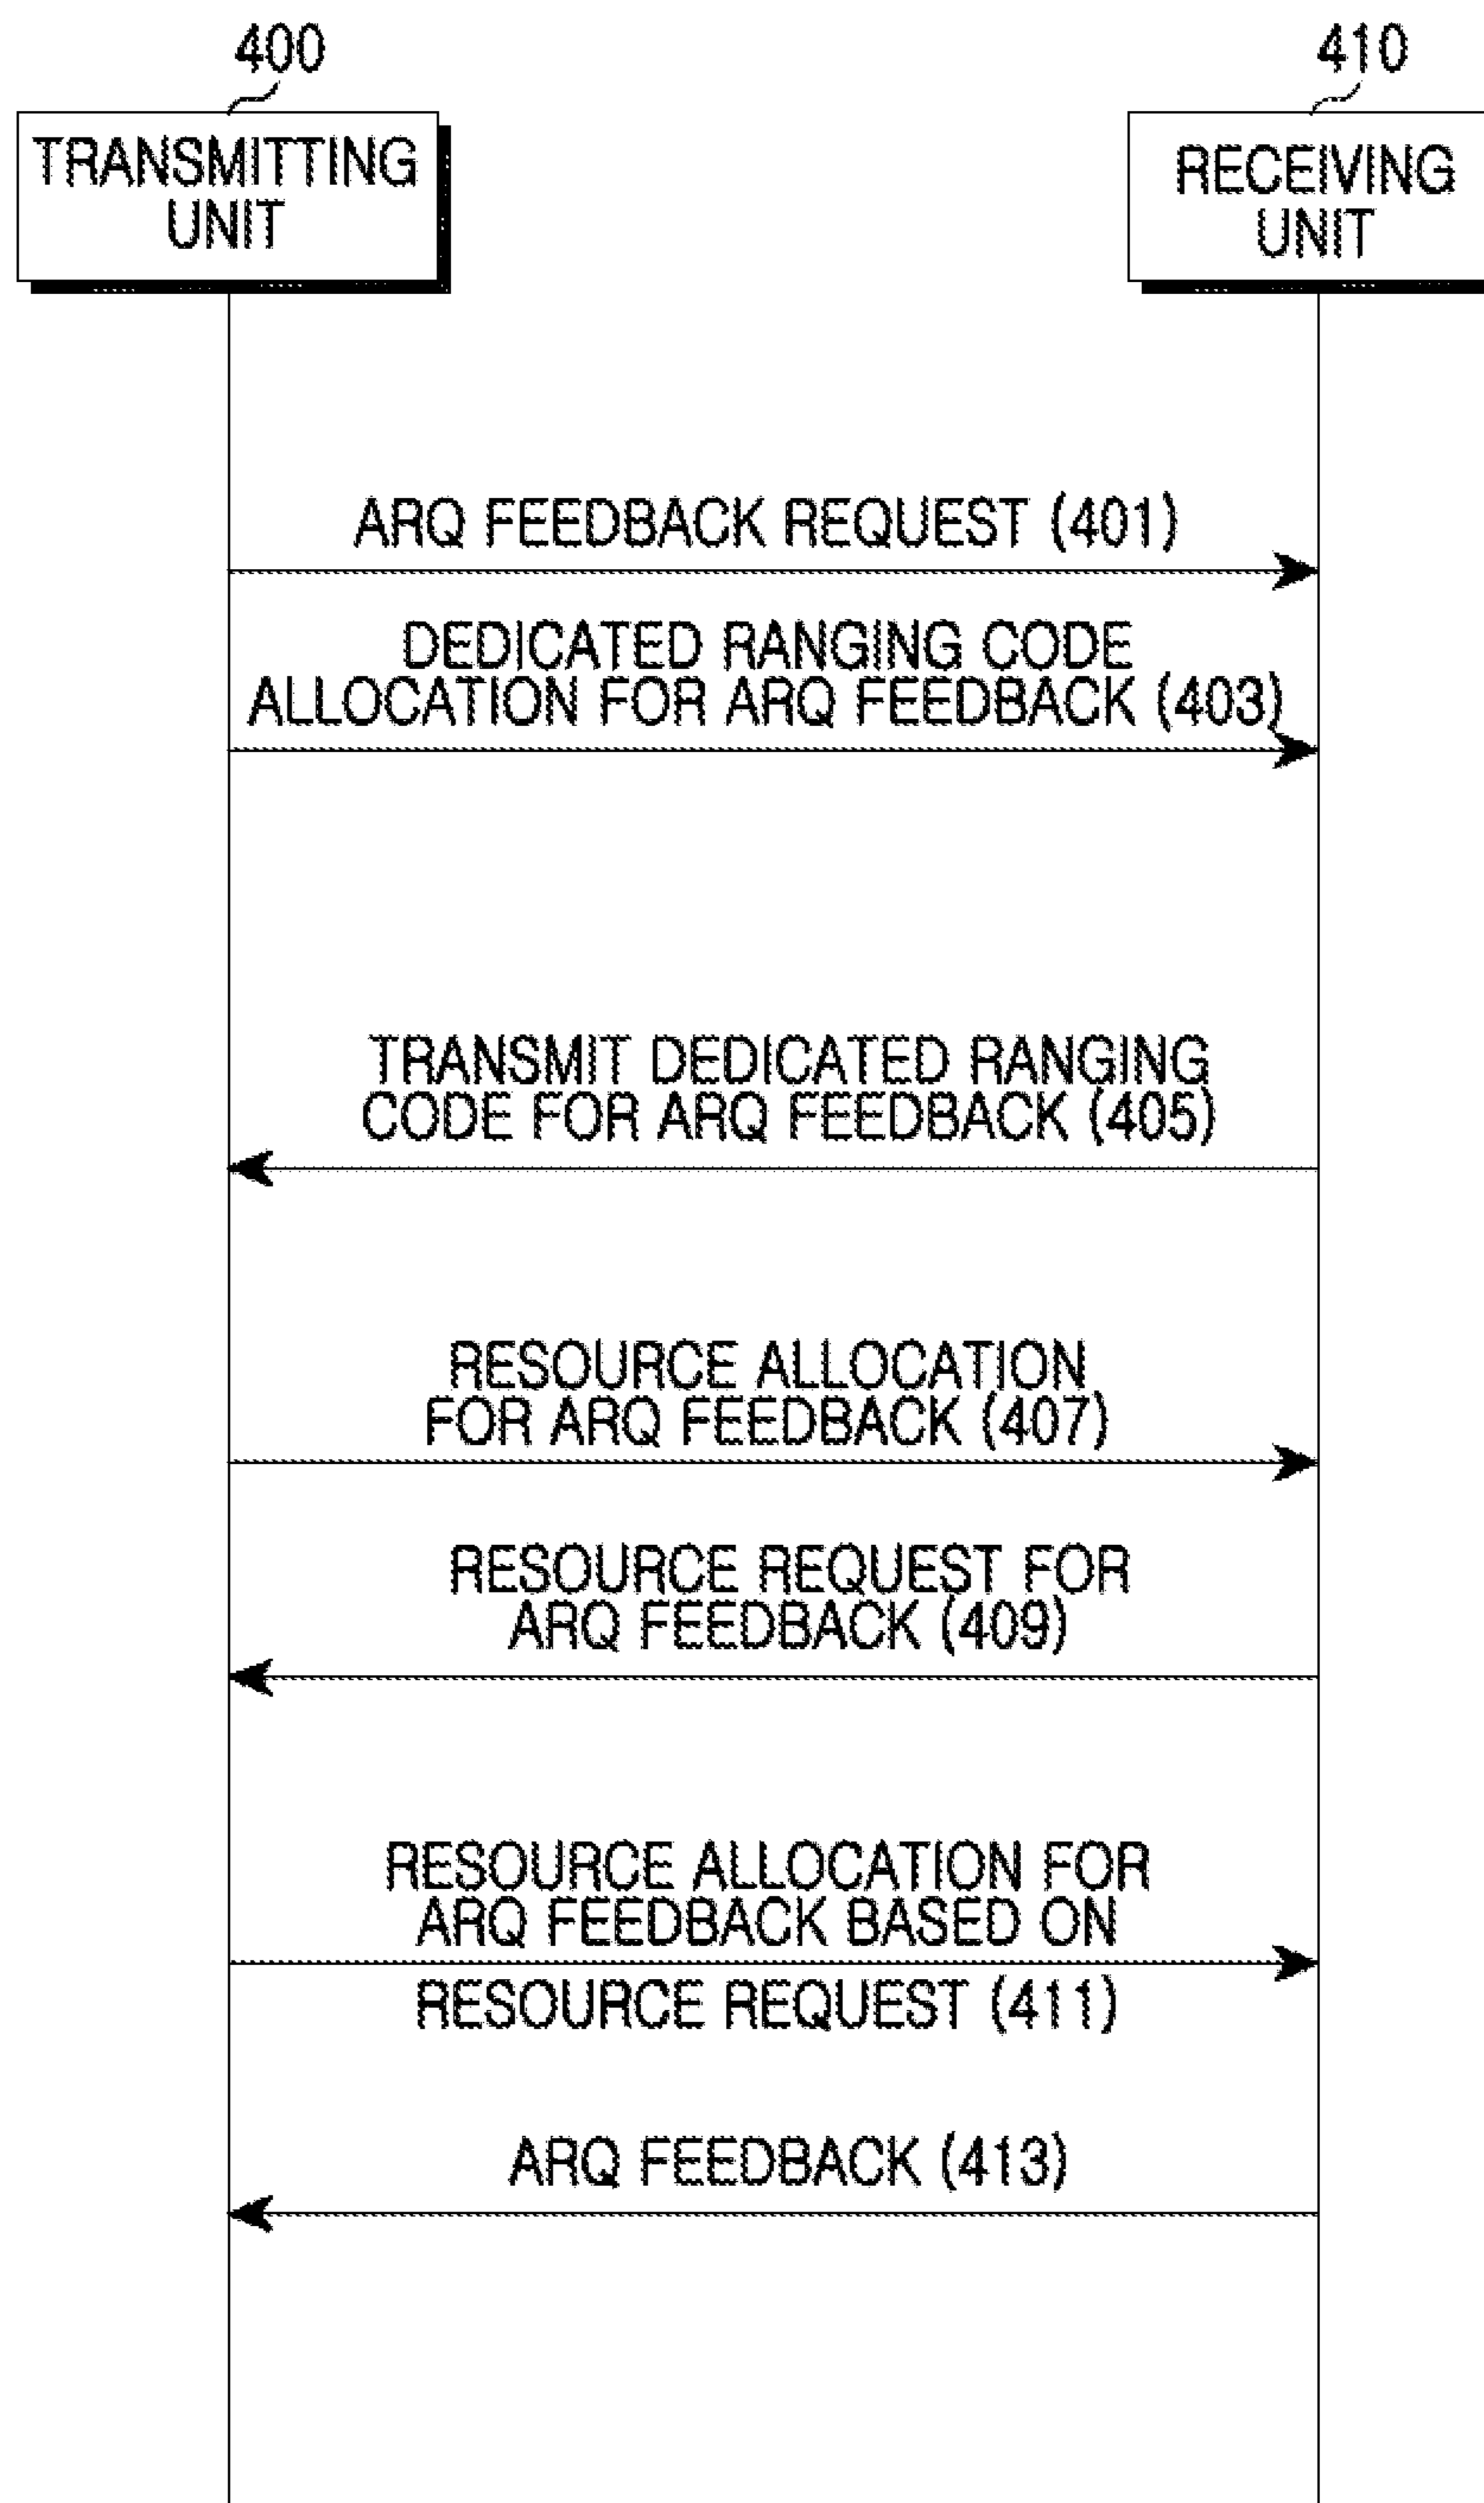 400
410
TRANSMITTING
UNIT
RECEIVING
UNIT
ARQ FEEDBACK REQUEST (401)
DEDICATED RANGING CODE
ALLOCATION FOR ARQ FEEDBACK (403)
TRANSMIT DEDICATED RANGING
CODE FOR ARQ FEEDBACK (405)
RESOURCE ALLOCATION
FOR ARQ FEEDBACK (407)
RESOURCE REQUEST FOR
ARQ FEEDBACK (409)
RESOURCE ALLOCATION FOR
ARQ FEEDBACK BASED ON
RESOURCE REQUEST (411)
ARQ FEEDBACK (413)